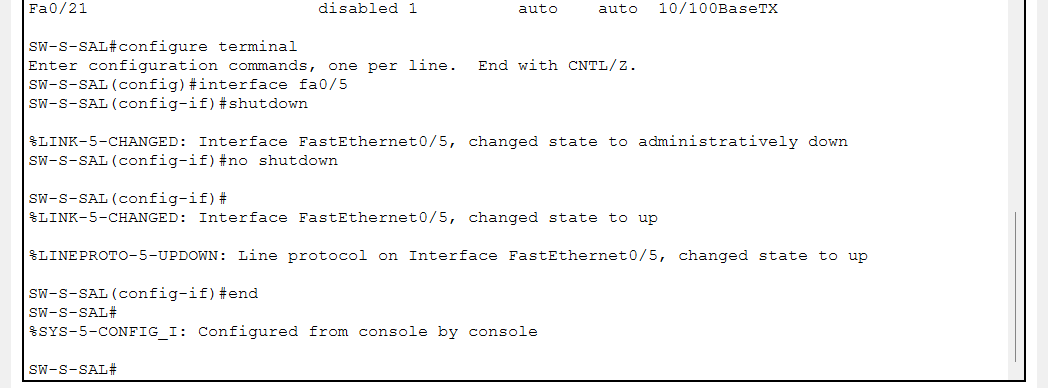 Fa0/21 disabled 1 auto auto 10/100BaseTX
SW-S-SAL#configure terminal
Enter configuration commands, one per line. End with CNTL/Z.
SW-S-SAL(config)#interface fa0/5
SW-S-SAL(config-if)#shutdown
%LINK-5-CHANGED: Interface FastEthernet0/5, changed state to administratively down
SW-S-SAL(config-if)#no shutdown
SW-S-SAL(config-if)#
%LINK-5-CHANGED: Interface FastEthernet0/5, changed state to up
%LINEPROTO-5-UPDOWN: Line protocol on Interface FastEthernet0/5, changed state to up
SW-S-SAL(config-if)#end
SW-S-SAL#
%SYS-5-CONFIG_I: Configured from console by console
SW-S-SAL#